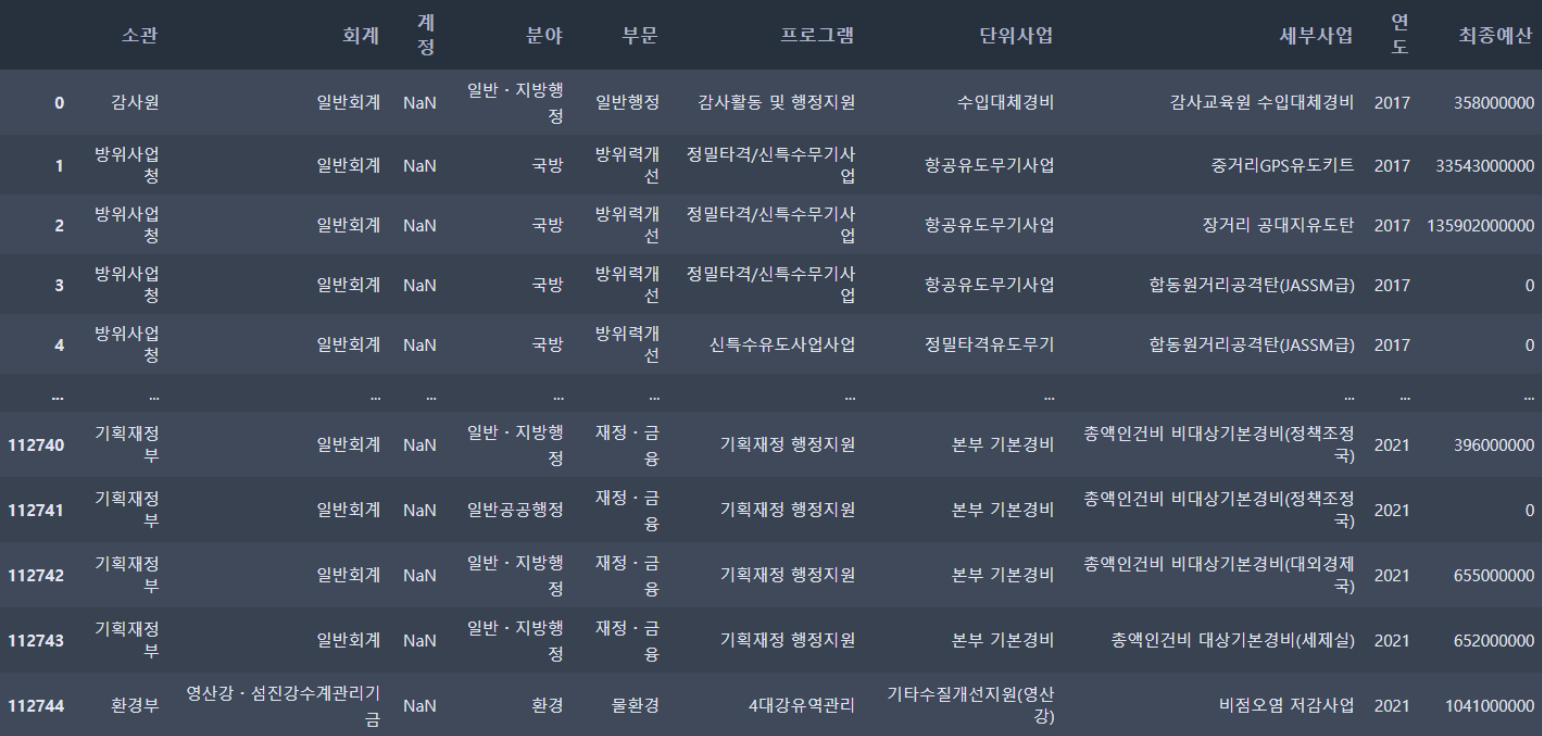 소관 회계 계정 분야 부문 프로그램 단위사업 세부사업 연도 최종예산
0 감사원 일반회계 NaN 일반・지방행정 일반행정 감사활동 및 행정지원 수입대체경비 감사교육원 수입대체경비 2017 358000000
1 방위사업청 일반회계 NaN 국방 방위력개선 정밀타격/신특수무기사업 항공유도무기사업 중거리GPS유도키트 2017 33543000000
2 방위사업청 일반회계 NaN 국방 방위력개선 정밀타격/신특수무기사업 항공유도무기사업 장거리 공대지유도탄 2017 135902000000
3 방위사업청 일반회계 NaN 국방 방위력개선 정밀타격/신특수무기사업 항공유도무기사업 합동원거리공격탄(JASSM급) 2017 0
4 방위사업청 일반회계 NaN 국방 방위력개선 신특수유도사업사업 정밀타격유도무기 합동원거리공격탄(JASSM급) 2017 0
... ... ... ... ... ... ... ... ... ... ...
112740 기획재정부 일반회계 NaN 일반・지방행정 재정・금융 기획재정 행정지원 본부 기본경비 총액인건비 비대상기본경비(정책조정국) 2021 396000000
112741 기획재정부 일반회계 NaN 일반공공행정 재정・금융 기획재정 행정지원 본부 기본경비 총액인건비 비대상기본경비(정책조정국) 2021 0
112742 기획재정부 일반회계 NaN 일반・지방행정 재정・금융 기획재정 행정지원 본부 기본경비 총액인건비 비대상기본경비(대외경제국) 2021 655000000
112743 기획재정부 일반회계 NaN 일반・지방행정 재정・금융 기획재정 행정지원 본부 기본경비 총액인건비 대상기본경비(세제실) 2021 652000000
112744 환경부 영산강・섬진강수계관리기금 NaN 환경 물환경 4대강유역관리 기타수질개선지원(영산강) 비점오염 저감사업 2021 1041000000